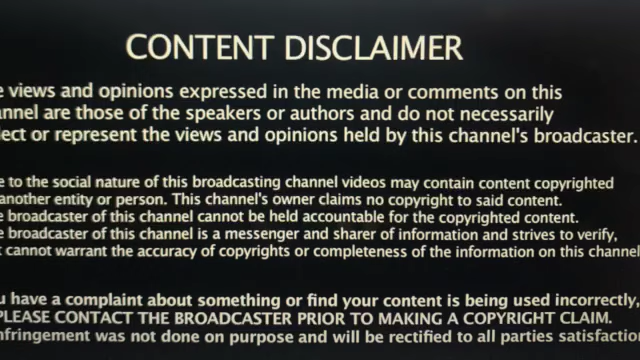 CONTENT DISCLAIMER
e views and opinions expressed in the media or comments on this
annel are those of the speakers or authors and do not necessarily
lect or represent the views and opinions held by this channel's broadcaster.
e to the social nature of this broadcasting channel videos may contain content copyrighted
another entity or person. This channel's owner claims no copyright to said content.
e broadcaster of this channel cannot be held accountable for the copyrighted content.
e broadcaster of this channel is a messenger and sharer of information and strives to verify,
t cannot warrant the accuracy of copyrights or completeness of the information on this channel
u have a complaint about something or find your content is being used incorrectly,
PLEASE CONTACT THE BROADCASTER PRIOR TO MAKING A COPYRIGHT CLAIM.
nfringement was not done on purpose and will be rectified to all parties satisfactio